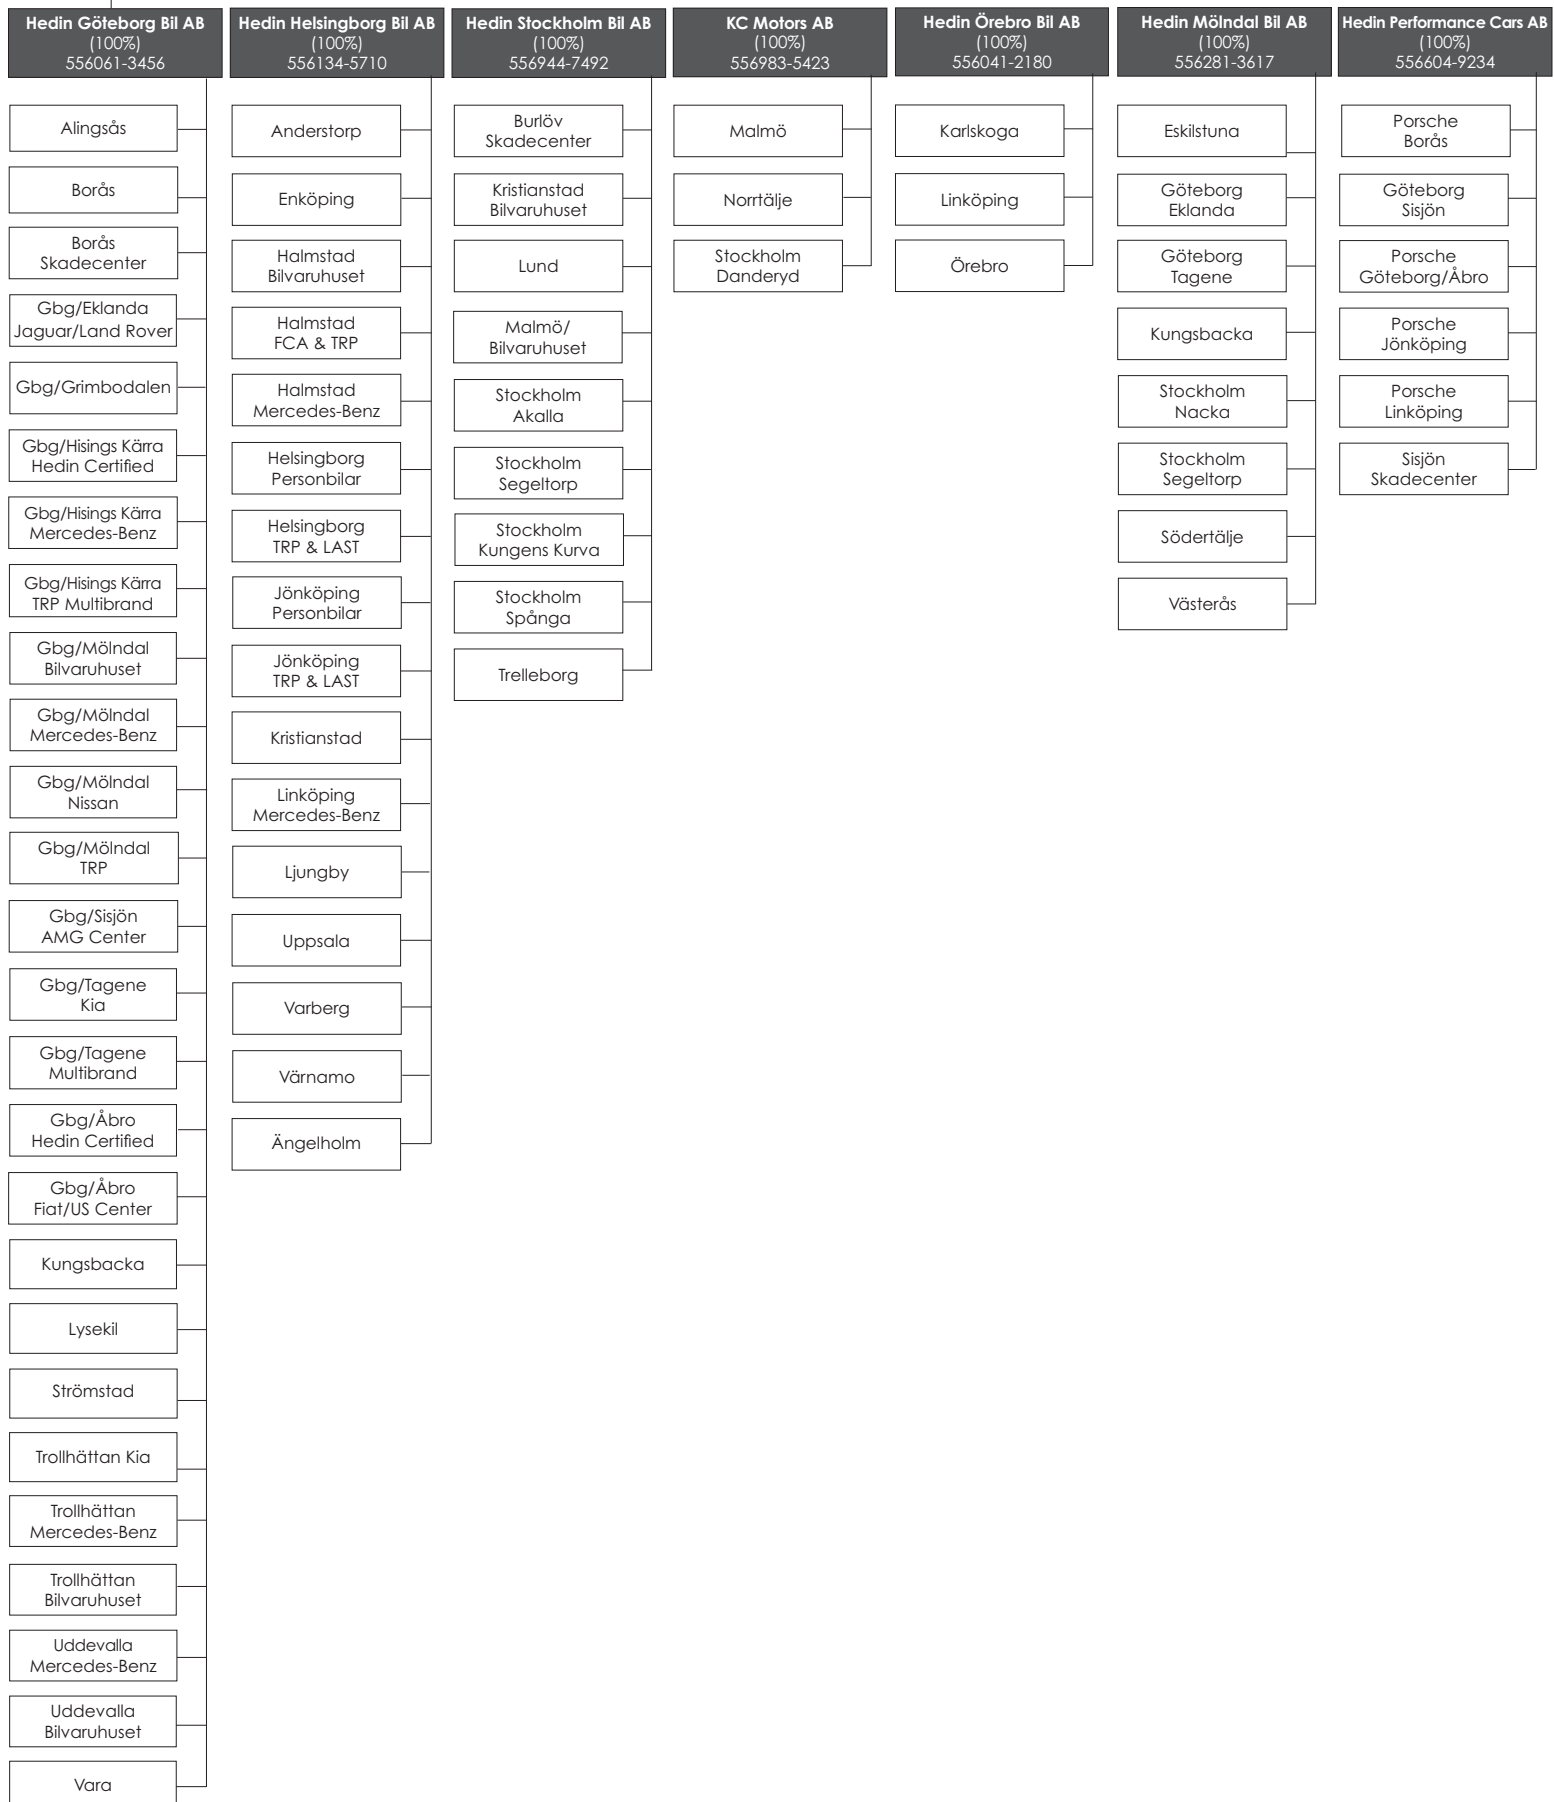 Hedin Göteborg Bil AB
(100%)
556061-3456
Alingsås
Borås
Borås
Skadecenter
Gbg/Eklanda
Jaguar/Land Rover
Gbg/Grimbodalen
Gbg/Hisings Kärra
Hedin Certified
Gbg/Hisings Kärra
Mercedes-Benz
Gbg/Hisings Kärra
TRP Multibrand
Gbg/Mölndal
Bilvaruhuset
Gbg/Mölndal
Mercedes-Benz
Gbg/Mölndal
Nissan
Gbg/Mölndal
TRP
Gbg/Sisjön
AMG Center
Gbg/Tagene
Kia
Gbg/Tagene
Multibrand
Gbg/Åbro
Hedin Certified
Gbg/Åbro
Fiat/US Center
Kungsbacka
Lysekil
Strömstad
Trollhättan Kia
Trollhättan
Mercedes-Benz
Trollhättan
Bilvaruhuset
Uddevalla
Mercedes-Benz
Uddevalla
Bilvaruhuset
Vara
Hedin Helsingborg Bil AB
(100%)
556134-5710
Anderstorp
Enköping
Halmstad
Bilvaruhuset
Halmstad
FCA & TRP
Halmstad
Mercedes-Benz
Helsingborg
Personbilar
Helsingborg
TRP & LAST
Jönköping
Personbilar
Jönköping
TRP & LAST
Kristianstad
Linköping
Mercedes-Benz
Ljungby
Uppsala
Varberg
Värnamo
Ängelholm
Hedin Stockholm Bil AB
(100%)
556944-7492
Burlöv
Skadecenter
Kristianstad
Bilvaruhuset
Lund
Malmö/
Bilvaruhuset
Stockholm
Akalla
Stockholm
Segeltorp
Stockholm
Kungens Kurva
Stockholm
Spånga
Trelleborg
KC Motors AB
(100%)
556983-5423
Malmö
Norrtälje
Stockholm
Danderyd
Hedin Örebro Bil AB
(100%)
556041-2180
Karlskoga
Linköping
Örebro
Hedin Mölndal Bil AB
(100%)
556281-3617
Eskilstuna
Göteborg
Eklanda
Göteborg
Tagene
Kungsbacka
Stockholm
Nacka
Stockholm
Segeltorp
Södertälje
Västerås
Hedin Performance Cars AB
(100%)
556604-9234
Porsche
Borås
Göteborg
Sisjön
Porsche
Göteborg/Åbro
Porsche
Jönköping
Porsche
Linköping
Sisjön
Skadecenter